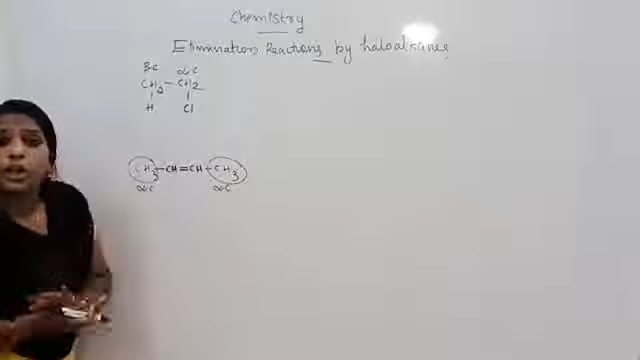 Chemistry
Elimination Reactions by haloalkanes
βC αC
CH2 - CH2
H Cl
CH3-CH=CH-CH3
αC αC